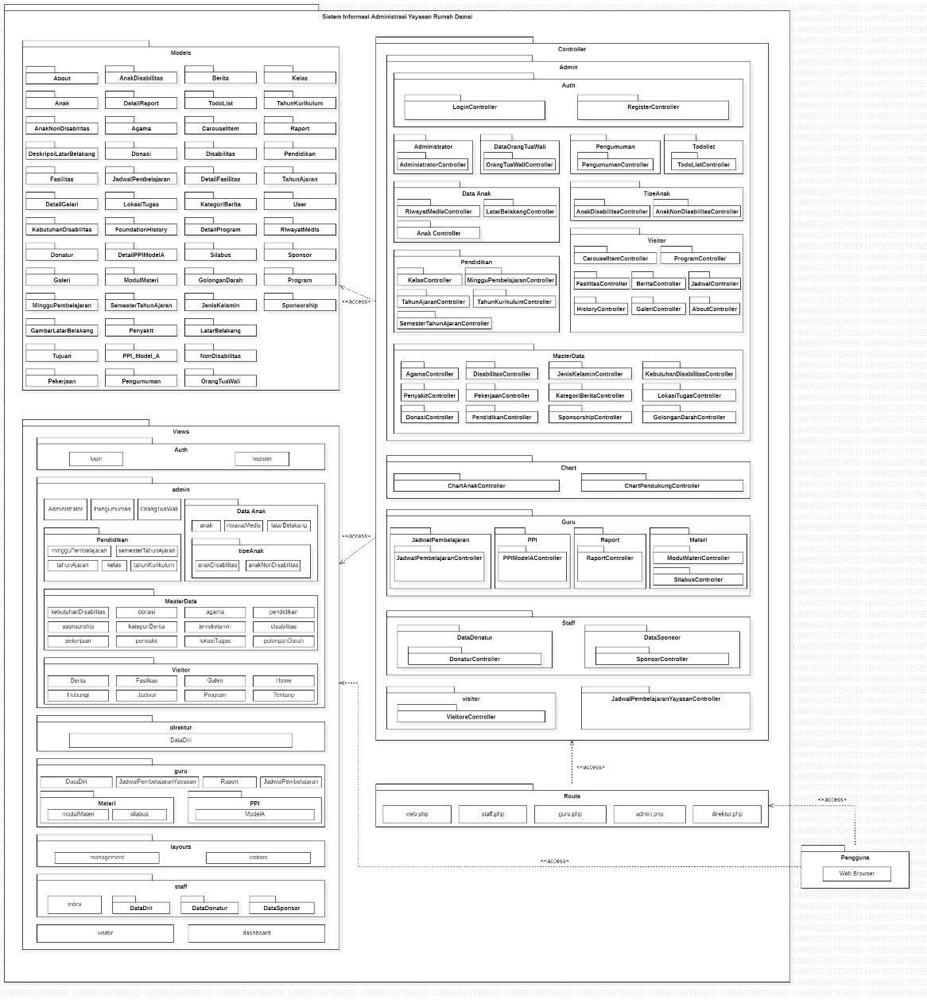 Sistem Informasi Administrasi Yayasan Rumah Damai
Models
About
AnakDisabilitas
Berita
Kelas
Anak
DetailRaport
TodoList
TahunKurikulum
AnakNonDisabilitas
Agama
CarouselItem
Raport
DeskripsiLatarBelakang
Donasi
Disabilitas
Pendidikan
Fasilitas
JadwalPembelajaran
DetailFasilitas
TahunAjaran
DetailGaleri
LokasiTugas
KategoriBerita
User
KebutuhanDisabilitas
FoundationHistory
DetailProgram
RiwayatMedis
Donatur
DetailPPIModelA
Silabus
Sponsor
Galeri
ModulMateri
GolonganDarah
Program
MingguPembelajaran
SemesterTahunAjaran
JenisKelamin
Sponsorship
GambarLatarBelakang
Penyakit
LatarBelakang
Tujuan
PPI_Model_A
NonDisabilitas
Pekerjaan
Pengumuman
OrangTuaWali
<<access>
Controller
Admin
Auth
LoginController
RegisterController
Administrator
AdministratorController
DataOrangTuaWali
OrangTuaWaliController
Pengumuman
PengumumanController
Todolist
TodoListController
Data Anak
RiwayatMedisController
LatarBelakangController
Anak Controller
TipeAnak
AnakDisabilitasController
AnakNonDisabilitasController
Pendidikan
KelasController
MingguPembelajaranController
TahunAjaranController
TahunKurikulumController
SemesterTahunAjaranController
Visitor
CarouselItemController
ProgramController
FasilitasController
BeritaController
JadwalController
HistoryController
GaleriController
AboutController
MasterData
AgamaController
DisabilitasController
JenisKelaminController
KebutuhanDisabilitasController
PenyakitController
PekerjaanController
KategoriBeritaController
LokasiTugasController
DonasiController
PendidikanController
SponsorshipController
GolonganDarahController
Chart
ChartAnakController
ChartPendukungController
Guru
JadwalPembelajaran
JadwalPembelajaranController
PPI
PPIModelAController
Raport
RaportController
Materi
ModulMateriController
SilabusController
Staff
DataDonatur
DonaturController
DataSponsor
SponsorController
visitor
VisitorsController
JadwalPembelajaranYayasanController
Views
Auth
login
register
admin
Administrator
Pengumuman
OrangTuaWali
Data Anak
anak
riwayatMedis
latarBelakang
tipeAnak
anakDisabilitas
anakNonDisabilitas
Pendidikan
mingguPembelajaran
semesterTahunAjaran
tahunAjaran
kelas
tahunKurikulum
MasterData
kebutuhanDisabilitas
donasi
agama
pendidikan
sponsorship
kategoriBerita
jeniskelamin
disabilitas
pekerjaan
penyakit
lokasiTugas
golonganDarah
Visitor
Berita
Fasilitas
Galeri
Home
Hubungi
Jadwal
Program
Tentang
direktur
DataDiri
guru
DataDiri
JadwalPembelajaranYayasan
Raport
JadwalPembelajaran
Materi
modulMateri
silabus
PPI
ModelA
layouts
management
visitors
staff
index
DataDiri
DataDonatur
DataSponsor
visitor
dashboard
<<access>
<<access>
Route
web.php
staff.php
guru.php
admin.php
direktur.php
<<access>
<<access>
Pengguna
Web Browser
UNREGISTERED